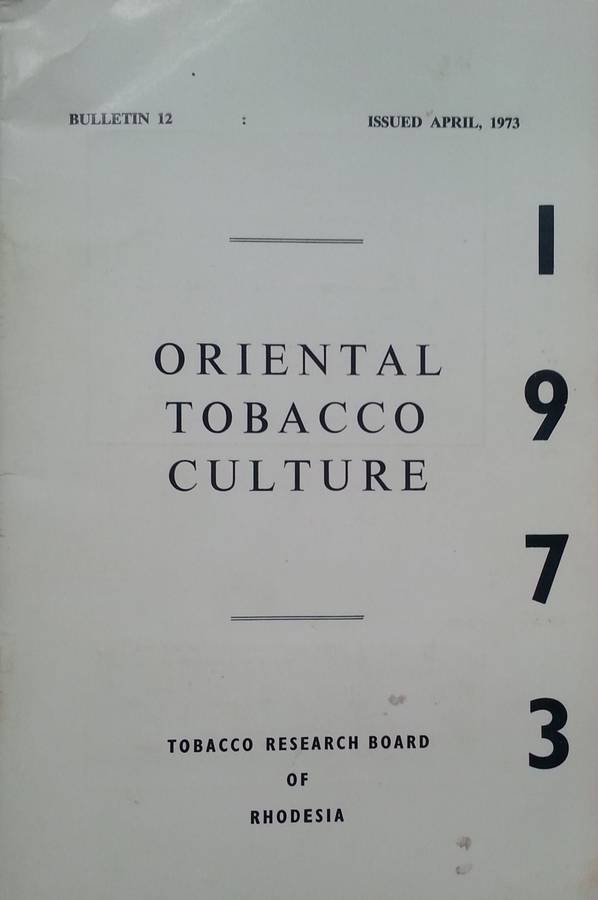 BULLETIN 12 : ISSUED APRIL, 1973
ORIENTAL
TOBACCO
CULTURE
1
9
7
3
TOBACCO RESEARCH BOARD
OF
RHODESIA